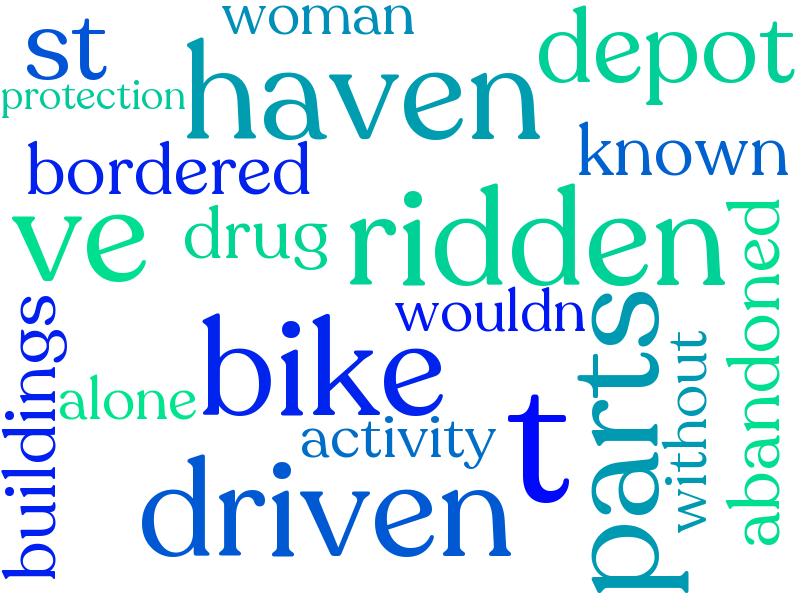 woman
st
depot
haven
protection
known
bordered
ve
drug
ridden
abandoned
wouldn
parts
buildings
bike
without
alone
t
activity
driven